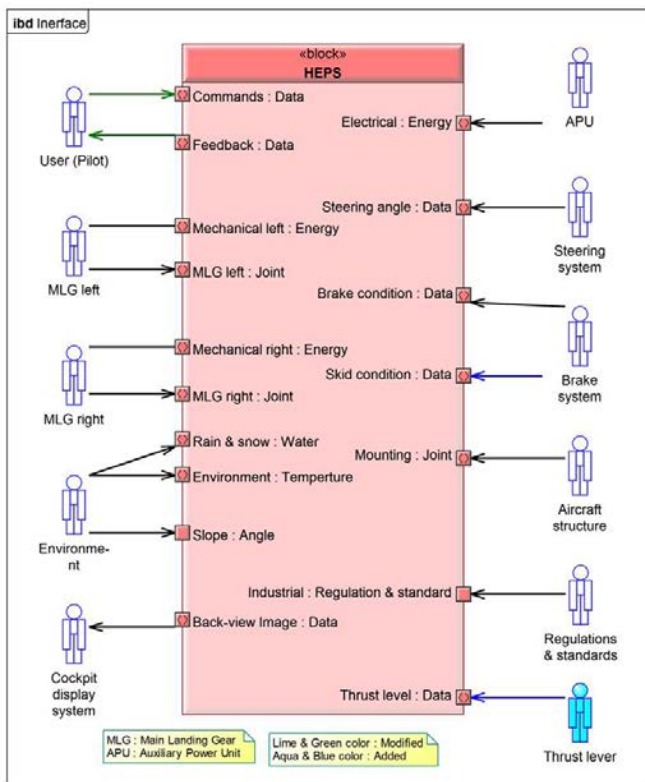 ibd Inerface
«block»
HEPS
Commands : Data
Feedback : Data
User (Pilot)
Electrical : Energy
APU
Steering angle : Data
Steering
system
Mechanical left : Energy
MLG left : Joint
MLG left
Brake condition : Data
Skid condition : Data
Brake
system
Mechanical right : Energy
MLG right : Joint
MLG right
Rain & snow : Water
Environment : Temperture
Slope : Angle
Environme-
nt
Mounting : Joint
Aircraft
structure
Industrial : Regulation & standard
Regulations
& standards
Back-view Image : Data
Cockpit
display
system
Thrust level : Data
Thrust lever
MLG : Main Landing Gear
APU : Auxiliary Power Unit
Lime & Green color : Modified
Aqua & Blue color : Added